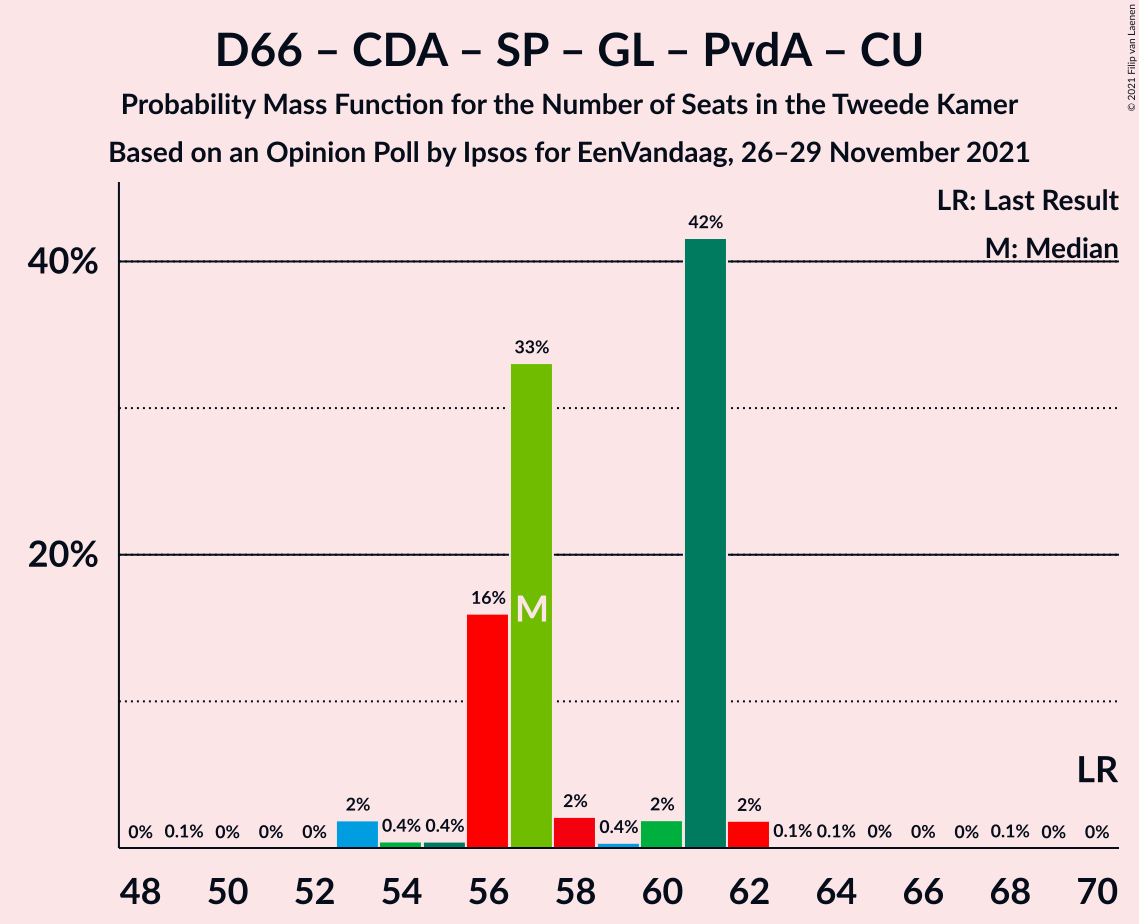 D66 – CDA – SP – GL – PvdA – CU
Probability Mass Function for the Number of Seats in the Tweede Kamer
Based on an Opinion Poll by Ipsos for EenVandaag, 26–29 November 2021
© 2021 Filip van Laenen
LR: Last Result
M: Median
40%
20%
0% 0.1% 0% 0% 0% 2% 0.4% 0.4% 16% 33% 2% 0.4% 2% 42% 2% 0.1% 0.1% 0% 0% 0% 0.1% 0% 0%
M
LR
48 50 52 54 56 58 60 62 64 66 68 70